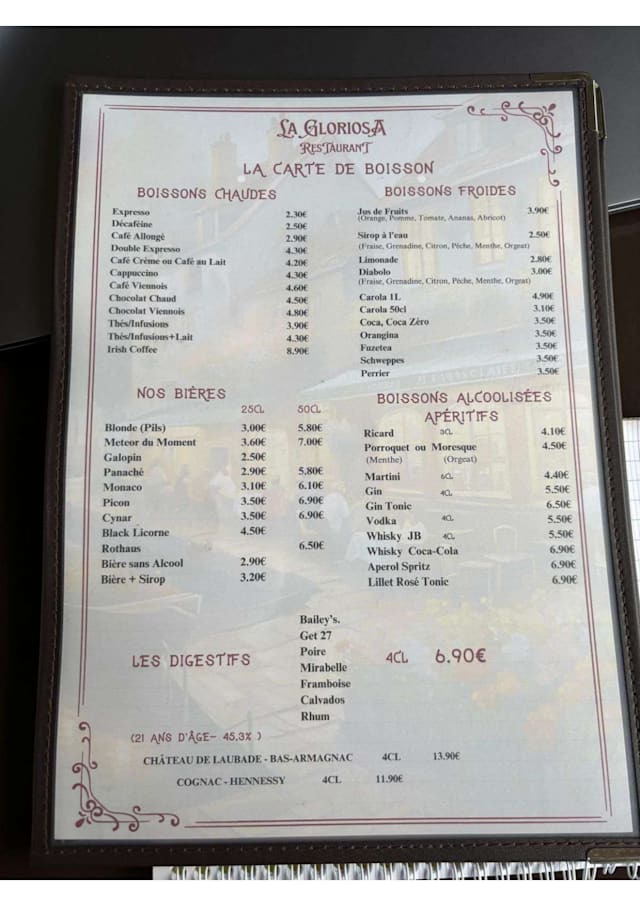 LA GLORIOSA
RESTAURANT
LA CARTE DE BOISSON
BOISSONS CHAUDES
Expresso 2.30€
Décaféine 2.50€
Café Allongé 2.90€
Double Expresso 4.30€
Café Crème ou Café au Lait 4.20€
Cappuccino 4.30€
Café Viennois 4.60€
Chocolat Chaud 4.50€
Chocolat Viennois 4.80€
Thés/Infusions 3.90€
Thés/Infusions+Lait 4.30€
Irish Coffee 8.90€
BOISSONS FROIDES
Jus de Fruits 3.90€
(Orange, Pomme, Tomate, Ananas, Abricot)
Sirop à l'eau 2.50€
(Fraise, Grenadine, Citron, Pêche, Menthe, Orgeat)
Limonade 2.80€
Diabolo 3.00€
(Fraise, Grenadine, Citron, Pêche, Menthe, Orgeat)
Carola 1L 4.90€
Carola 50cl 3.10€
Coca, Coca Zéro 3.50€
Orangina 3.50€
Fuzetea 3.50€
Schweppes 3.50€
Perrier 3.50€
NOS BIÈRES
25CL 50CL
Blonde (Pils) 3,00€ 5.80€
Meteor du Moment 3,60€ 7.00€
Galopin 2.50€
Panaché 2.90€ 5,80€
Monaco 3.10€ 6.10€
Picon 3.50€ 6.90€
Cynar 3.50€ 6.90€
Black Licorne 4.50€
Rothaus 6.50€
Bière sans Alcool 2.90€
Bière + Sirop 3,20€
BOISSONS ALCOOLISÉES
APÉRITIFS
Ricard 3CL 4.10€
Porroquet ou Moresque 4.50€
(Menthe) (Orgeat)
Martini 6CL 4.40€
Gin 4CL 5.50€
Gin Tonic 6.50€
Vodka 4CL 5.50€
Whisky JB 4CL 5.50€
Whisky Coca-Cola 6.90€
Aperol Spritz 6.90€
Lillet Rosé Tonic 6.90€
LES DIGESTIFS
Bailey's.
Get 27
Poire
Mirabelle
Framboise
Calvados
Rhum
4CL 6.90€
(21 ANS D'ÂGE- 45,3% )
CHÂTEAU DE LAUBADE - BAS-ARMAGNAC 4CL 13.90€
COGNAC - HENNESSY 4CL 11.90€